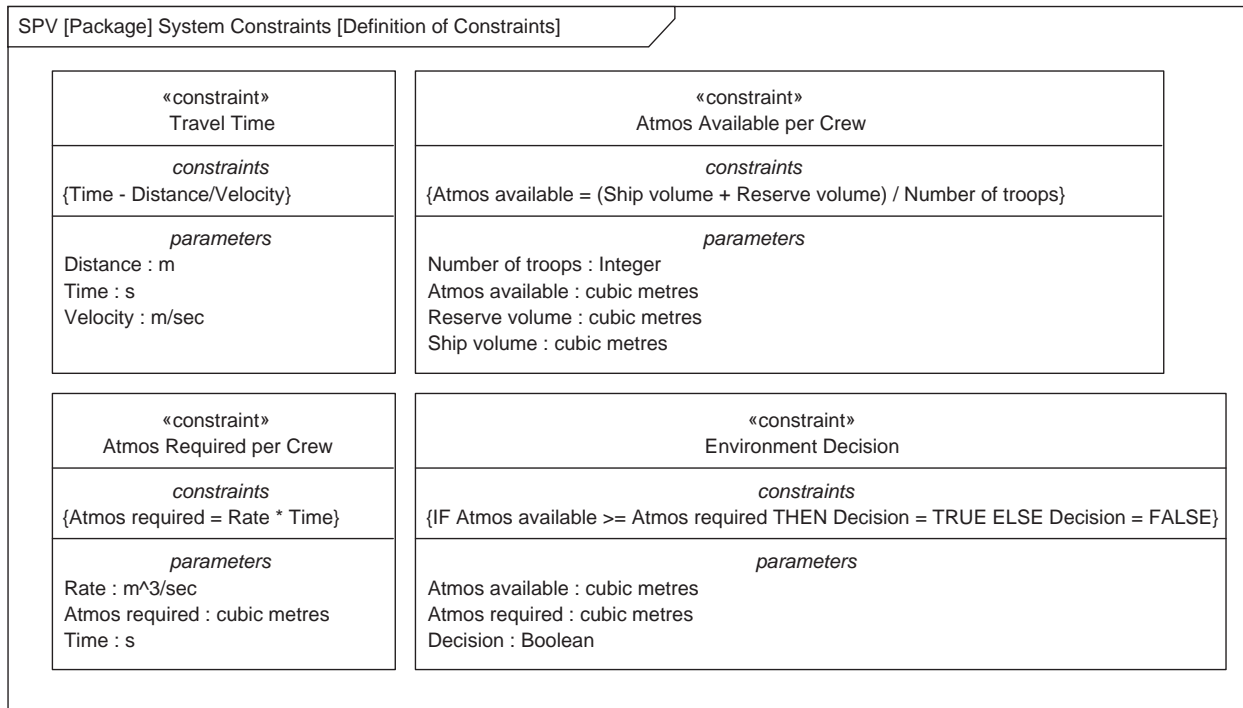 SPV [Package] System Constraints [Definition of Constraints]
«constraint»
Travel Time
constraints
{Time - Distance/Velocity}
parameters
Distance : m
Time : s
Velocity : m/sec
«constraint»
Atmos Available per Crew
constraints
{Atmos available = (Ship volume + Reserve volume) / Number of troops}
parameters
Number of troops : Integer
Atmos available : cubic metres
Reserve volume : cubic metres
Ship volume : cubic metres
«constraint»
Atmos Required per Crew
constraints
{Atmos required = Rate * Time}
parameters
Rate : m^3/sec
Atmos required : cubic metres
Time : s
«constraint»
Environment Decision
constraints
{IF Atmos available >= Atmos required THEN Decision = TRUE ELSE Decision = FALSE}
parameters
Atmos available : cubic metres
Atmos required : cubic metres
Decision : Boolean